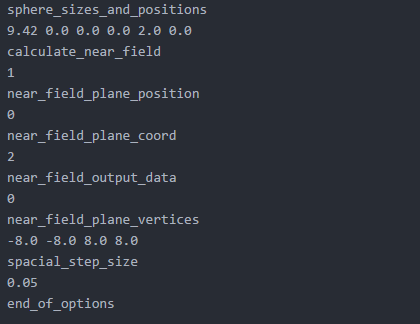 sphere_sizes_and_positions
9.42 0.0 0.0 0.0 2.0 0.0
calculate_near_field
1
near_field_plane_position
0
near_field_plane_coord
2
near_field_output_data
0
near_field_plane_vertices
-8.0 -8.0 8.0 8.0
spacial_step_size
0.05
end_of_options